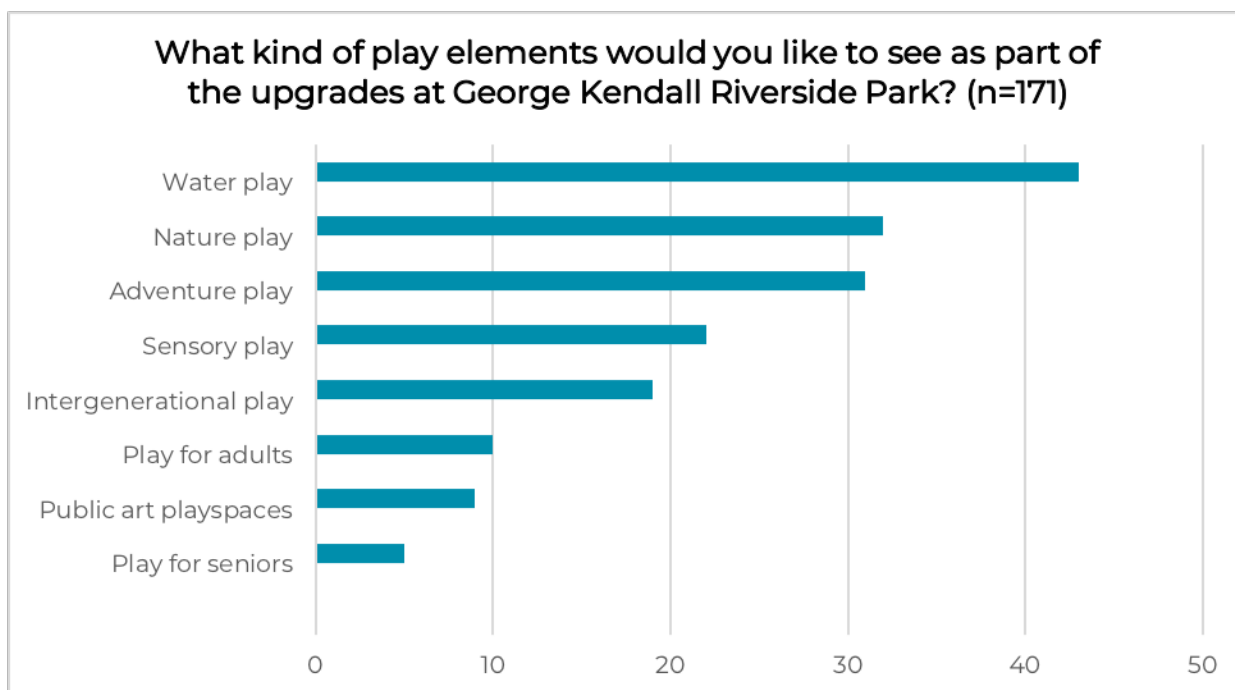 What kind of play elements would you like to see as part of
the upgrades at George Kendall Riverside Park? (n=171)
Water play
Nature play
Adventure play
Sensory play
Intergenerational play
Play for adults
Public art playspaces
Play for seniors
0 10 20 30 40 50